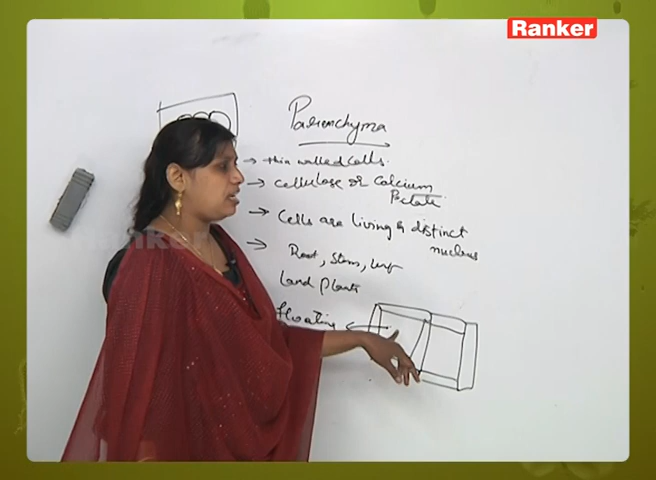 Ranker
Parenchyma
→ thin walled cells.
→ cellulose or calcium
Pectate
→ Cells are living & distinct
nucleus
→ Root, Stem, leaf
land plants
floating